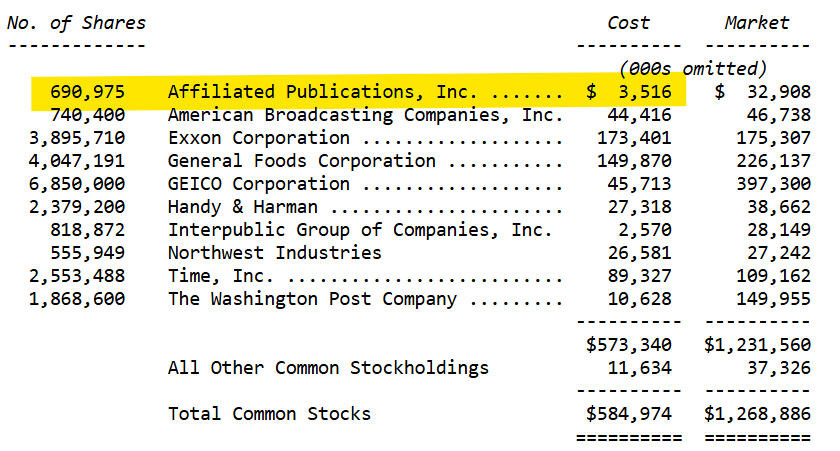 No. of Shares Cost Market
------------- ---------- ----------
(000s omitted)
690,975 Affiliated Publications, Inc. ....... $ 3,516 $ 32,908
740,400 American Broadcasting Companies, Inc. 44,416 46,738
3,895,710 Exxon Corporation ................... 173,401 175,307
4,047,191 General Foods Corporation ........... 149,870 226,137
6,850,000 GEICO Corporation ................... 45,713 397,300
2,379,200 Handy & Harman ...................... 27,318 38,662
818,872 Interpublic Group of Companies, Inc. 2,570 28,149
555,949 Northwest Industries 26,581 27,242
2,553,488 Time, Inc. .......................... 89,327 109,162
1,868,600 The Washington Post Company ......... 10,628 149,955
---------- ----------
$573,340 $1,231,560
All Other Common Stockholdings 11,634 37,326
---------- ----------
Total Common Stocks $584,974 $1,268,886
========== ==========